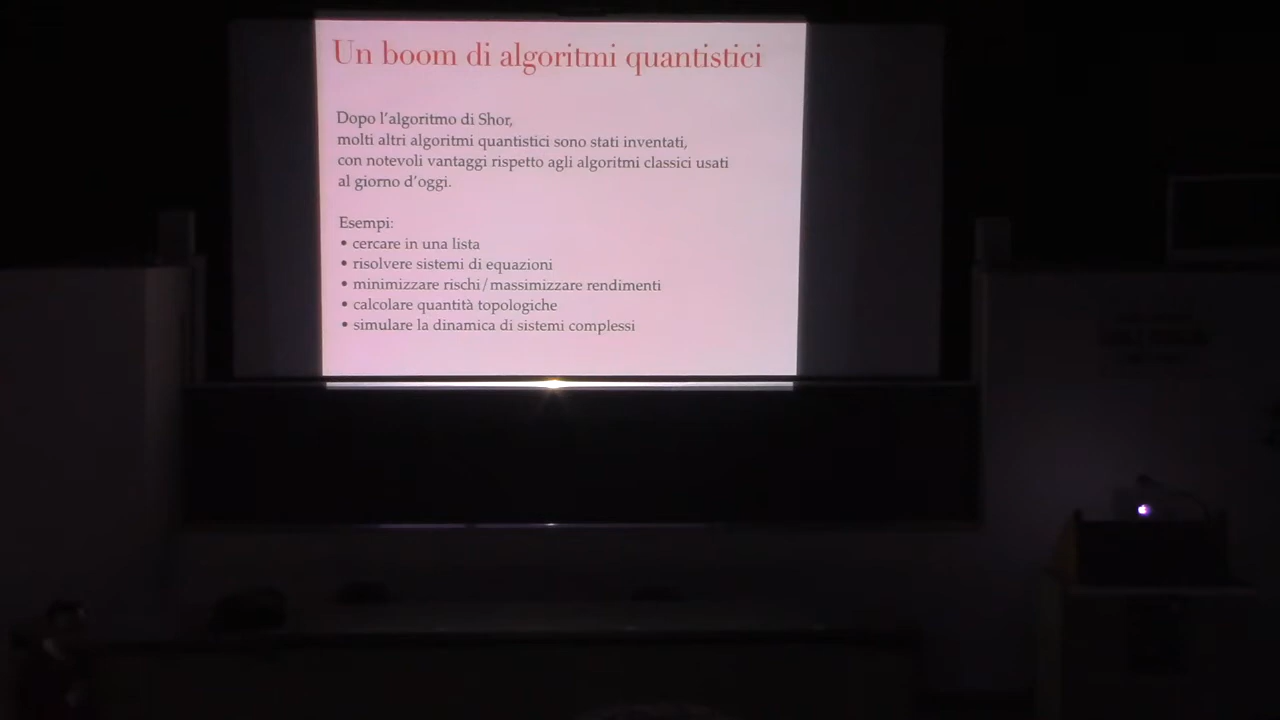 Un boom di algoritmi quantistici
Dopo l'algoritmo di Shor,
molti altri algoritmi quantistici sono stati inventati,
con notevoli vantaggi rispetto agli algoritmi classici usati
al giorno d'oggi.
Esempi:
• cercare in una lista
• risolvere sistemi di equazioni
• minimizzare rischi/massimizzare rendimenti
• calcolare quantità topologiche
• simulare la dinamica di sistemi complessi